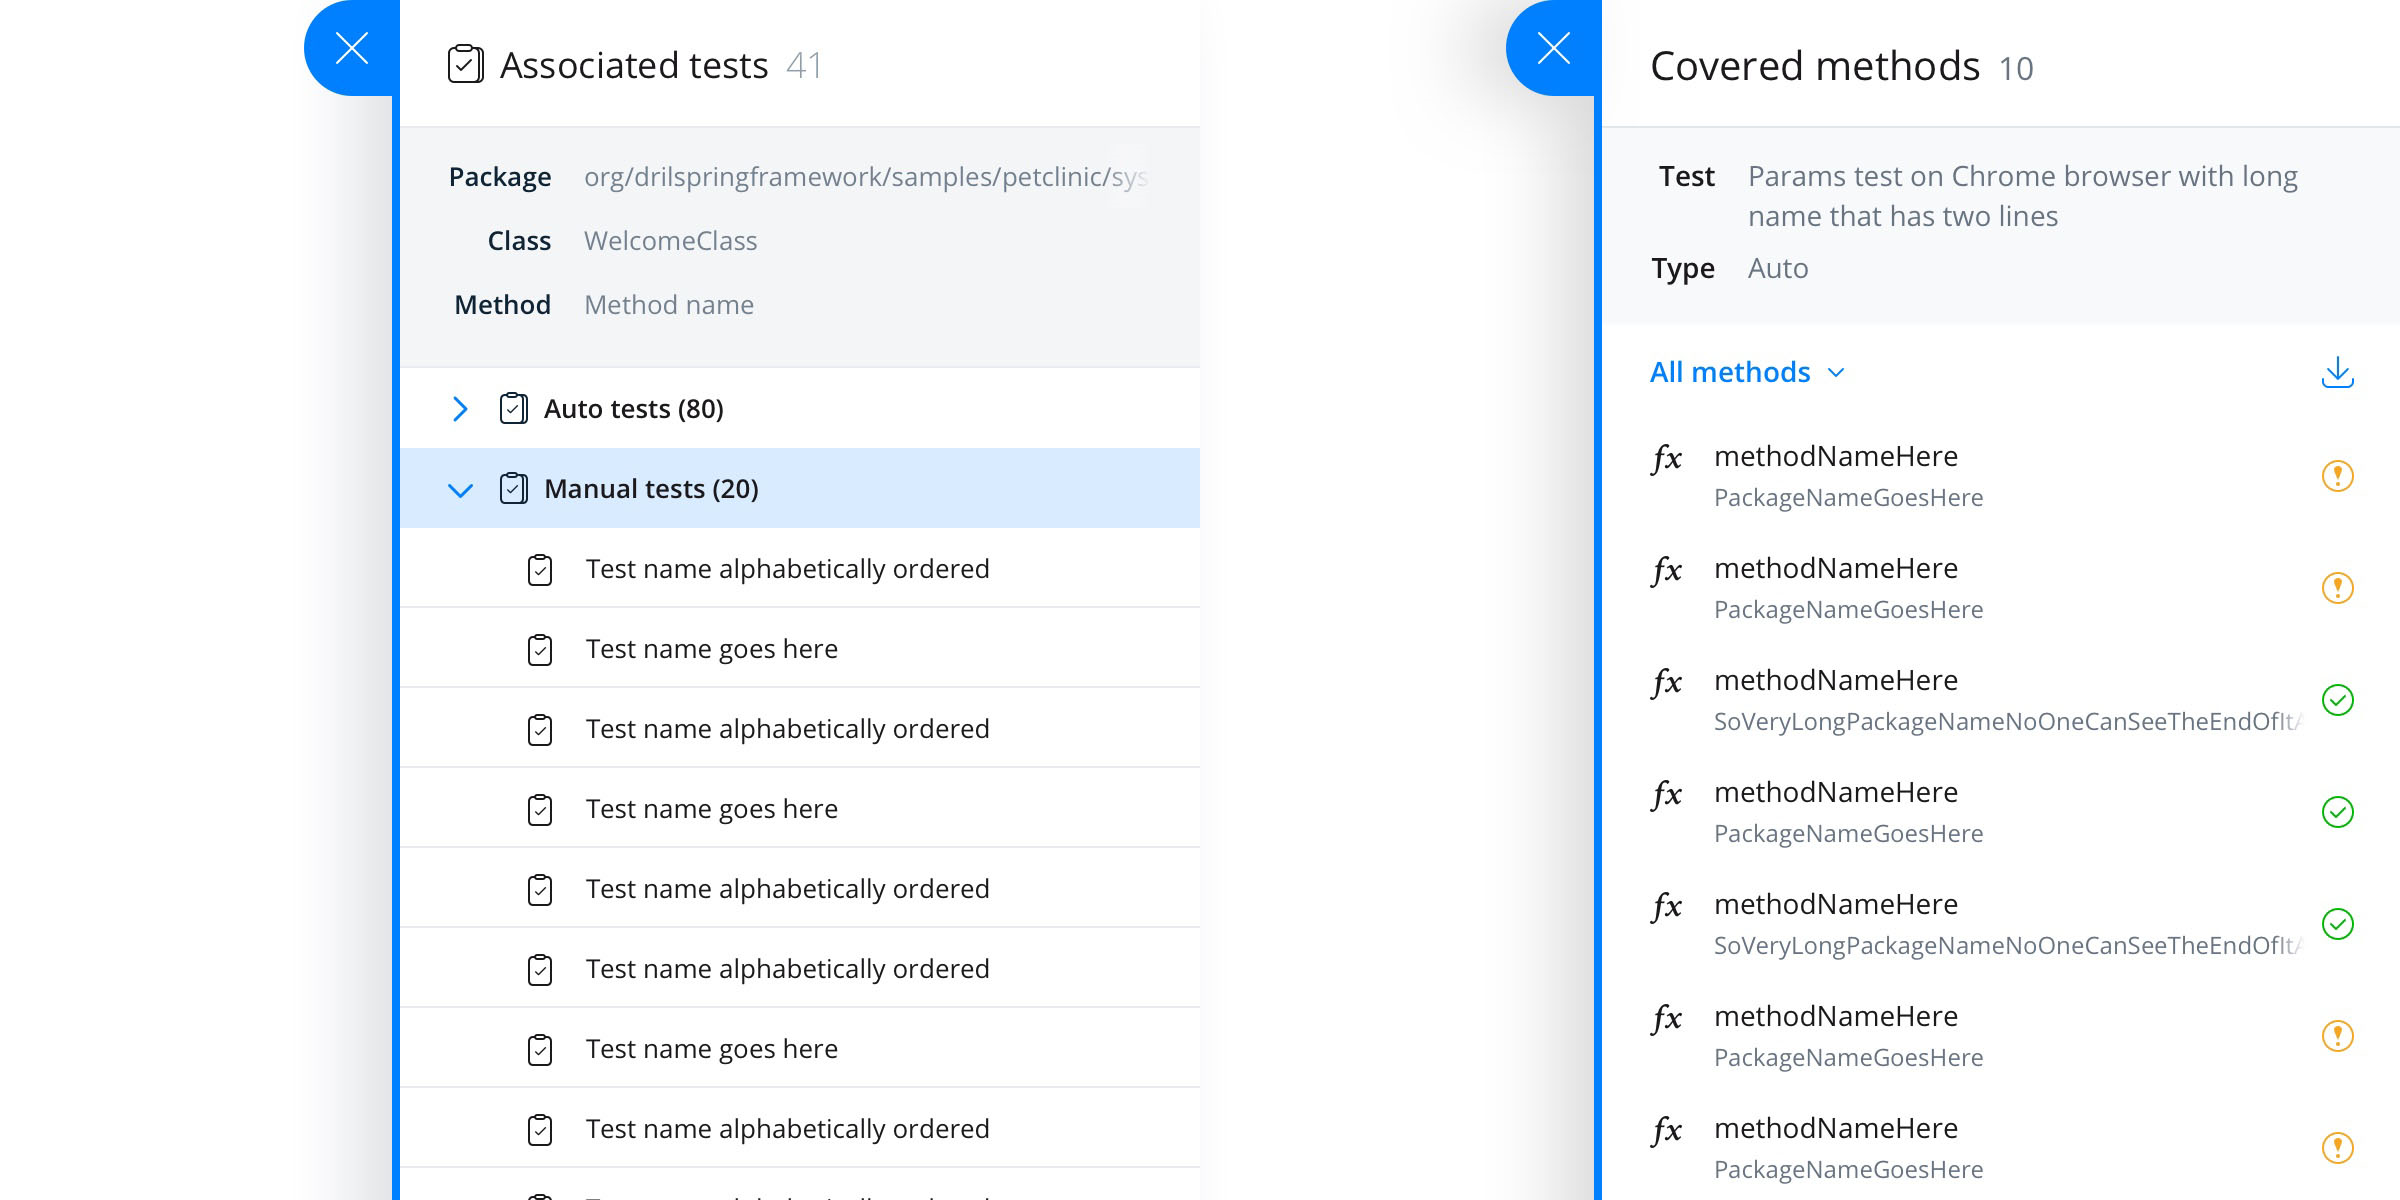 Associated tests 41
Package org/drilspringframework/samples/petclinic/sys
Class WelcomeClass
Method Method name
Auto tests (80)
Manual tests (20)
Test name alphabetically ordered
Test name goes here
Test name alphabetically ordered
Test name goes here
Test name alphabetically ordered
Test name alphabetically ordered
Test name goes here
Test name alphabetically ordered
Covered methods 10
Test Params test on Chrome browser with long
name that has two lines
Type Auto
All methods
fx methodNameHere
PackageNameGoesHere
fx methodNameHere
PackageNameGoesHere
fx methodNameHere
SoVeryLongPackageNameNoOneCanSeeTheEndOfItA
fx methodNameHere
PackageNameGoesHere
fx methodNameHere
SoVeryLongPackageNameNoOneCanSeeTheEndOfItA
fx methodNameHere
PackageNameGoesHere
fx methodNameHere
PackageNameGoesHere